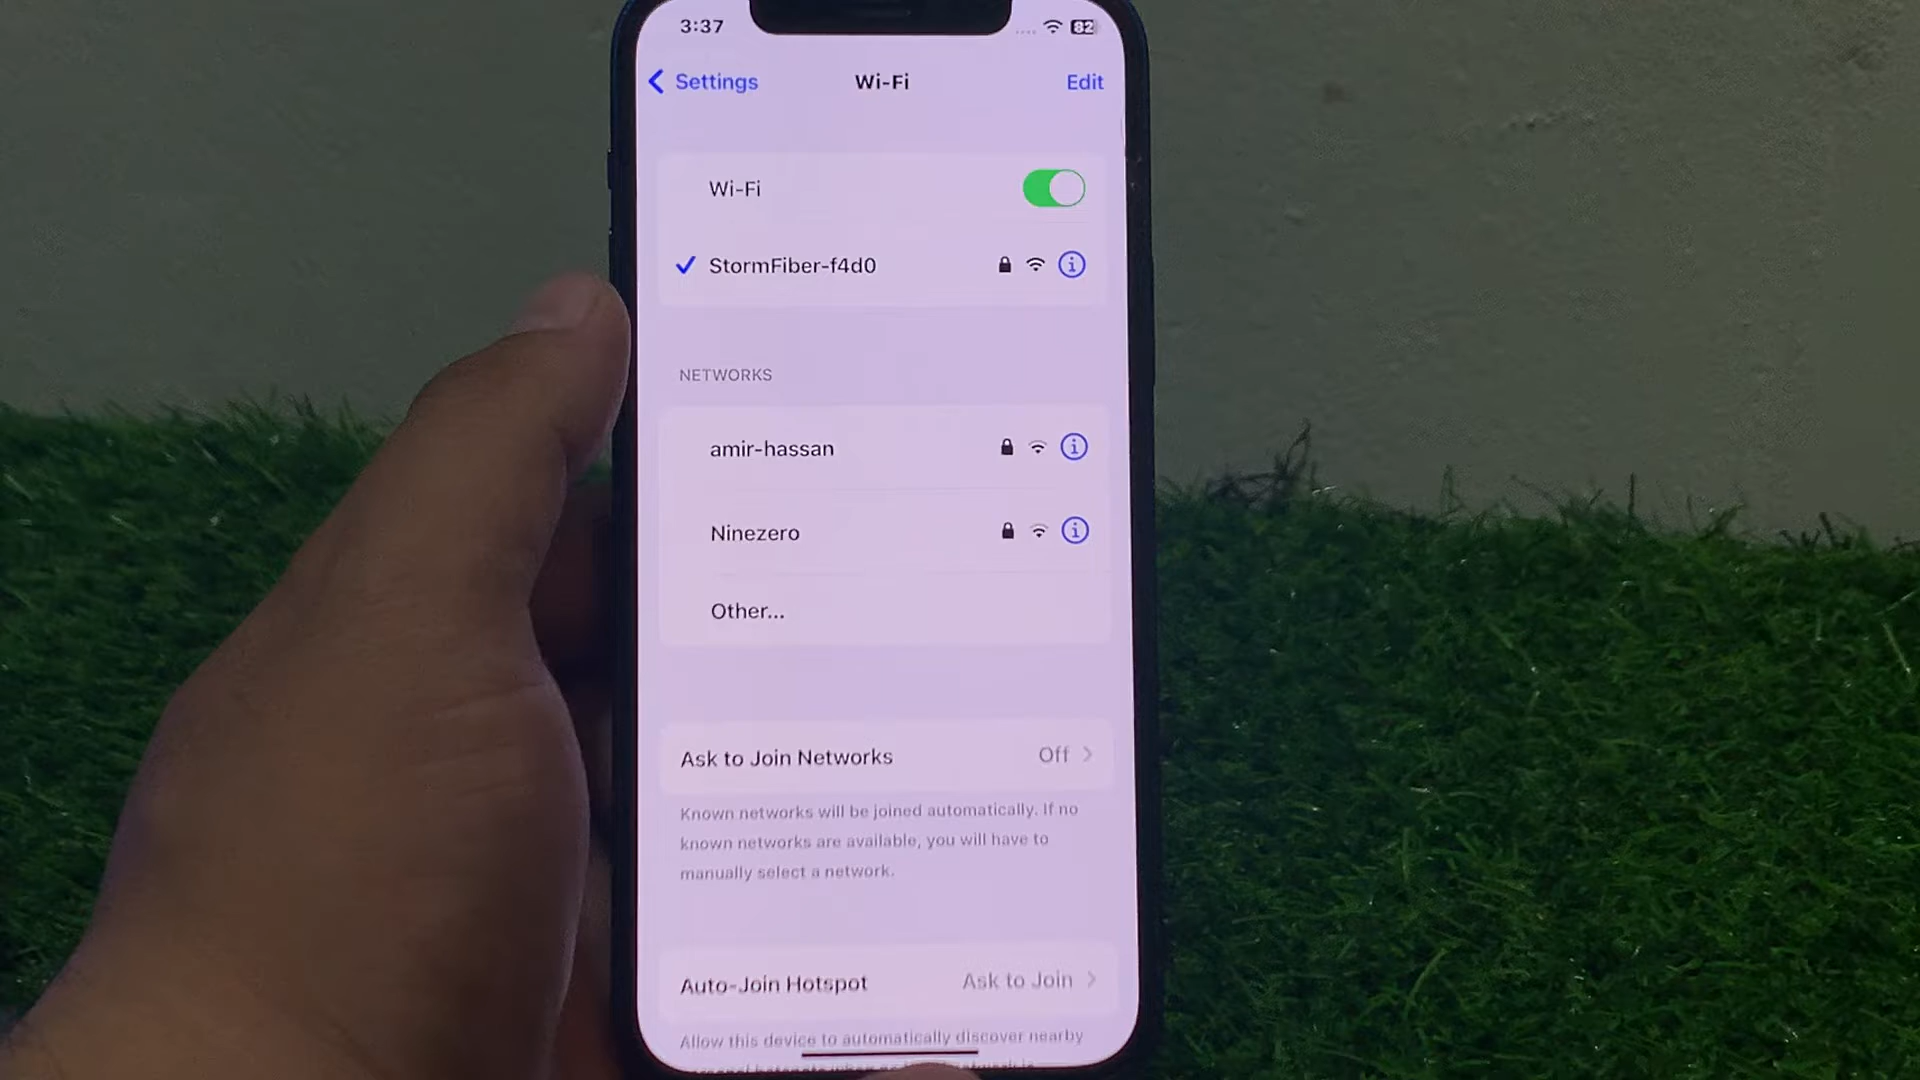 3:37 82
Settings Wi-Fi Edit
Wi-Fi
StormFiber-f4d0
NETWORKS
amir-hassan
Ninezero
Other...
Ask to Join Networks Off
Known networks will be joined automatically. If no
known networks are available, you will have to
manually select a network.
Auto-Join Hotspot Ask to Join
Allow this device to automatically discover nearby